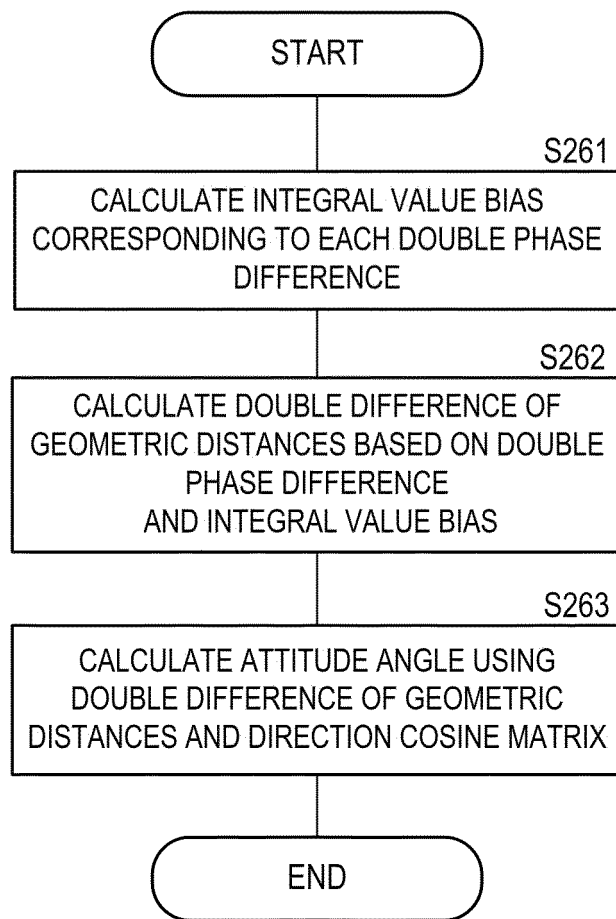 START
S261
CALCULATE INTEGRAL VALUE BIAS
CORRESPONDING TO EACH DOUBLE PHASE
DIFFERENCE
S262
CALCULATE DOUBLE DIFFERENCE OF
GEOMETRIC DISTANCES BASED ON DOUBLE
PHASE DIFFERENCE
AND INTEGRAL VALUE BIAS
S263
CALCULATE ATTITUDE ANGLE USING
DOUBLE DIFFERENCE OF GEOMETRIC
DISTANCES AND DIRECTION COSINE MATRIX
END